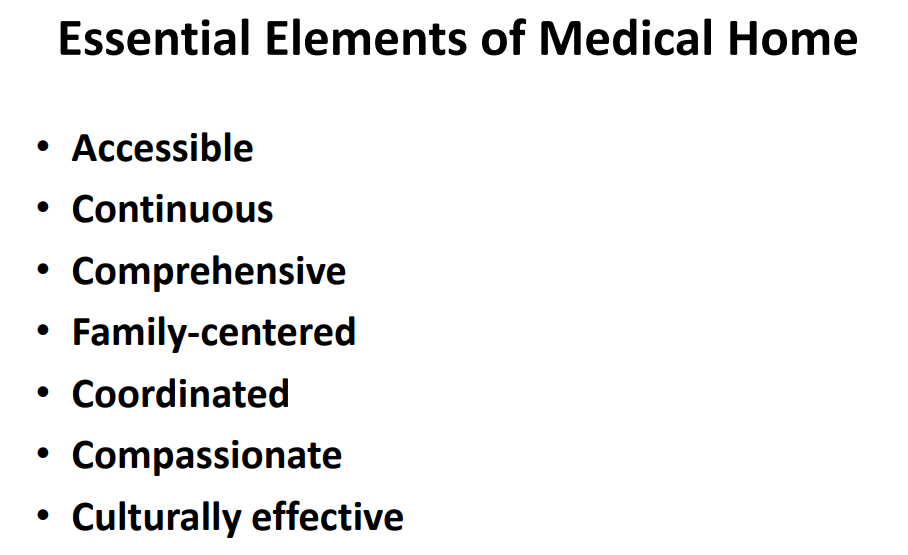 Essential Elements of Medical Home
• Accessible
• Continuous
• Comprehensive
• Family-centered
• Coordinated
• Compassionate
• Culturally effective